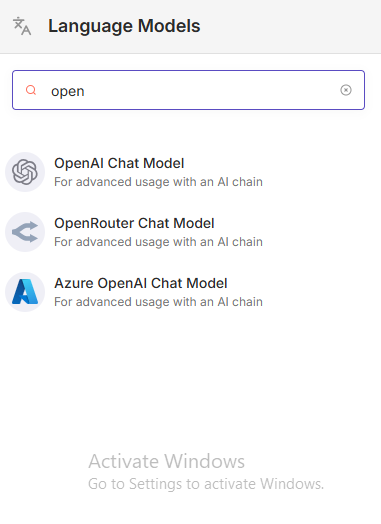 Language Models
open
OpenAI Chat Model
For advanced usage with an AI chain
OpenRouter Chat Model
For advanced usage with an AI chain
Azure OpenAI Chat Model
For advanced usage with an AI chain
Activate Windows
Go to Settings to activate Windows.